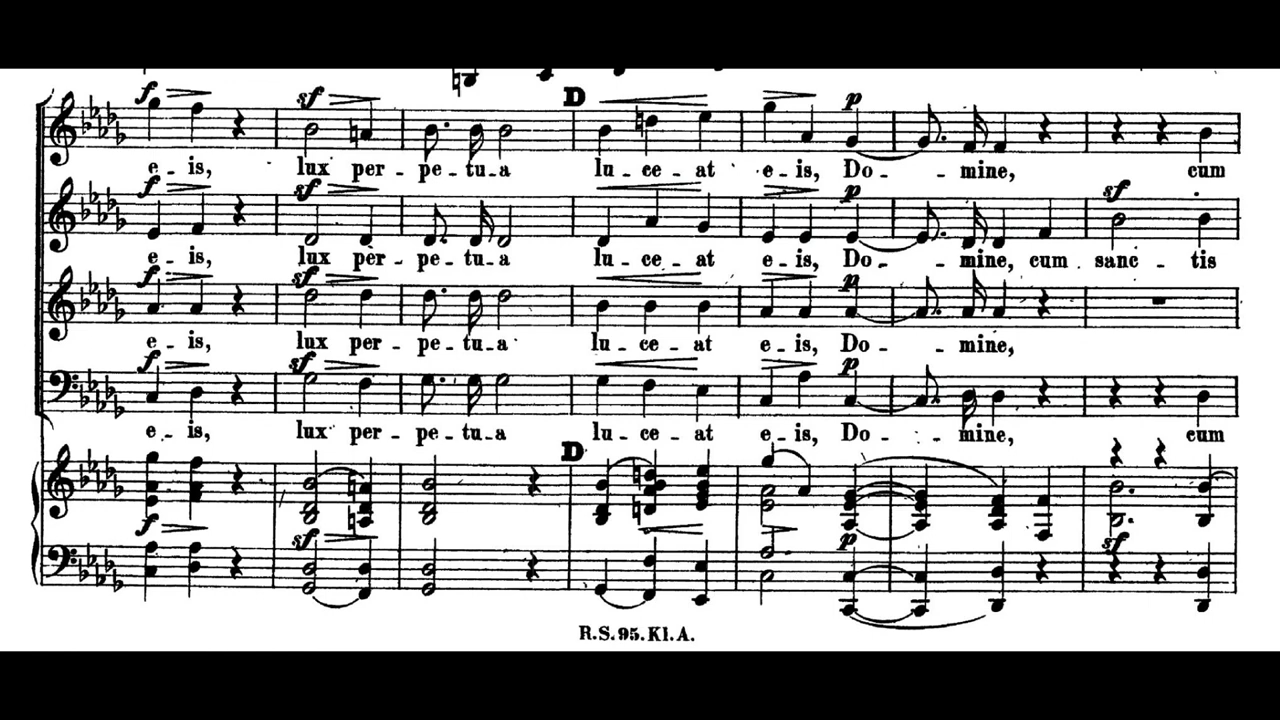 f sf D p
e - is, lux per - pe - tu - a lu - ce - at e - is, Do - - mine, cum
f sf p sf
e - is, lux per - pe - tu - a lu - ce - at e - is, Do - - mine, cum sanc - tis
f sf p
e - is, lux per - pe - tu - a lu - ce - at e - is, Do - - mine,
f sf p
e - is, lux per - pe - tu - a lu - ce - at e - is, Do - - mine, cum
D
f sf p sf
R.S.95.Kl.A.